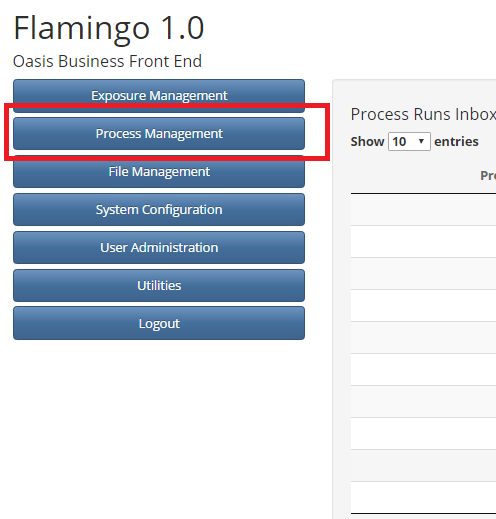 Flamingo 1.0
Oasis Business Front End
Exposure Management
Process Management
File Management
System Configuration
User Administration
Utilities
Logout
Process Runs Inbox
Show 10 entries